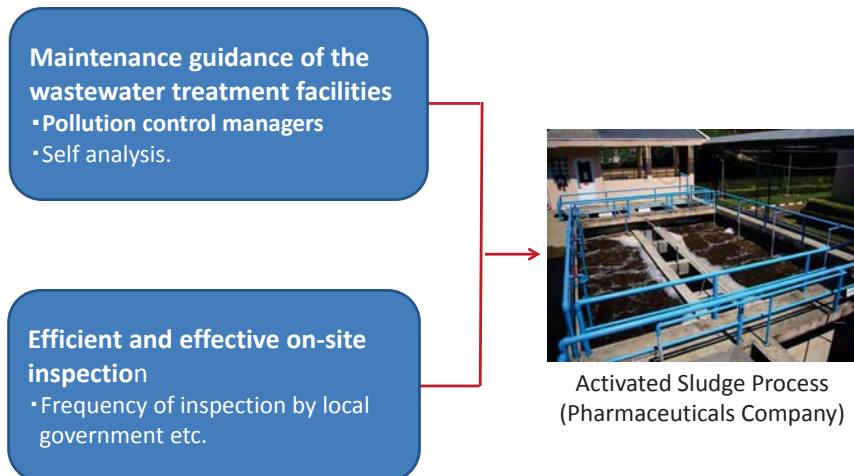 Maintenance guidance of the
wastewater treatment facilities
・Pollution control managers
・Self analysis.
Efficient and effective on-site
inspection
・Frequency of inspection by local
government etc.
Activated Sludge Process
(Pharmaceuticals Company)